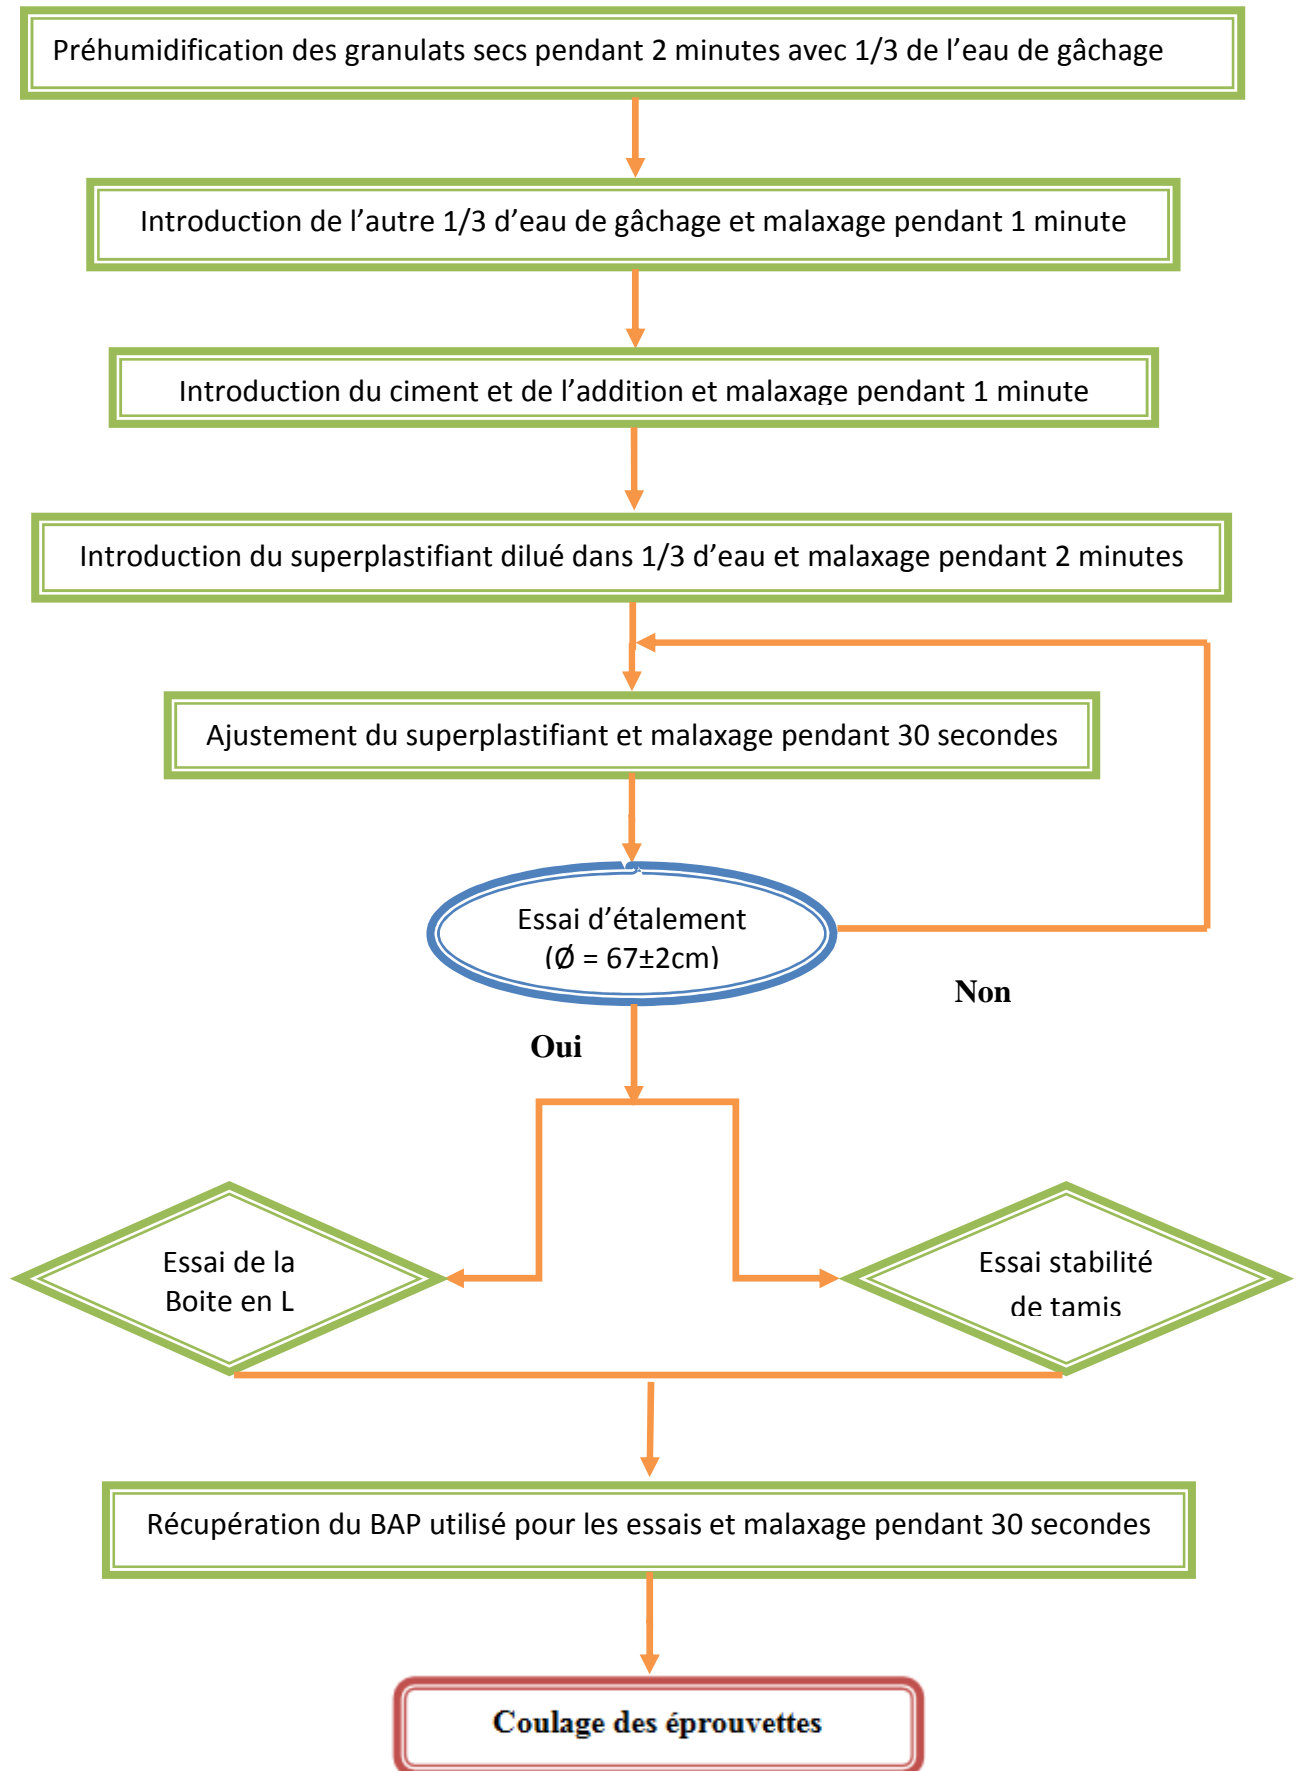 Préhumidification des granulats secs pendant 2 minutes avec 1/3 de l’eau de gâchage
Introduction de l’autre 1/3 d’eau de gâchage et malaxage pendant 1 minute
Introduction du ciment et de l’addition et malaxage pendant 1 minute
Introduction du superplastifiant dilué dans 1/3 d’eau et malaxage pendant 2 minutes
Ajustement du superplastifiant et malaxage pendant 30 secondes
Essai d’étalement
(Ø = 67±2cm)
Non
Oui
Essai de la
Boite en L
Essai stabilité
de tamis
Récupération du BAP utilisé pour les essais et malaxage pendant 30 secondes
Coulage des éprouvettes